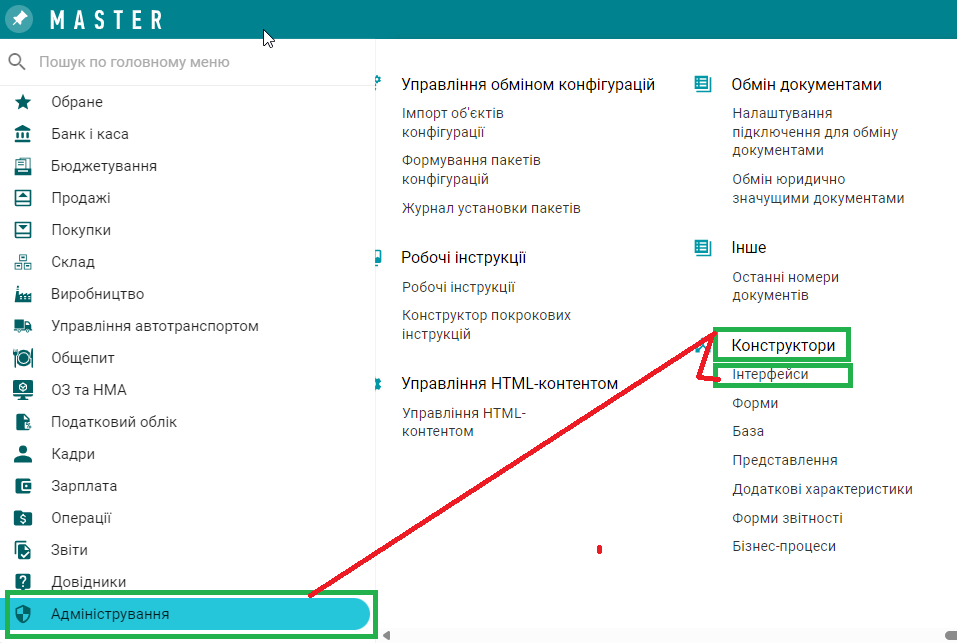 MASTER
Пошук по головному меню
Обране
Банк і каса
Бюджетування
Продажі
Покупки
Склад
Виробництво
Управління автотранспортом
Общепит
ОЗ та НМА
Податковий облік
Кадри
Зарплата
Операції
Звіти
Довідники
Адміністрування
Управління обміном конфігурацій
Імпорт об'єктів
конфігурації
Формування пакетів
конфігурацій
Журнал установки пакетів
Робочі інструкції
Робочі інструкції
Конструктор покрокових
інструкцій
Управління HTML-контентом
Управління HTML-
контентом
Обмін документами
Налаштування
підключення для обміну
документами
Обмін юридично
значущими документами
Інше
Останні номери
документів
Конструктори
Інтерфейси
Форми
База
Представлення
Додаткові характеристики
Форми звітності
Бізнес-процеси